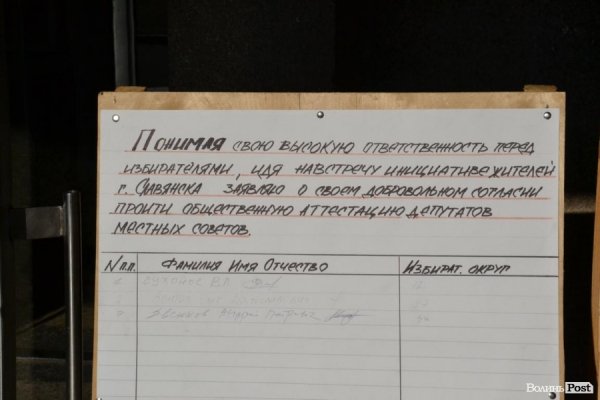 Понимая свою высокую ответственность перед
избирателями, идя навстречу инициативе жителей
г. Славянска заявляю о своем добровольном согласии
пройти общественную аттестацию депутатов
местных советов.
N п.п. Фамилия Имя Отчество Избират. округ
Волинь Post